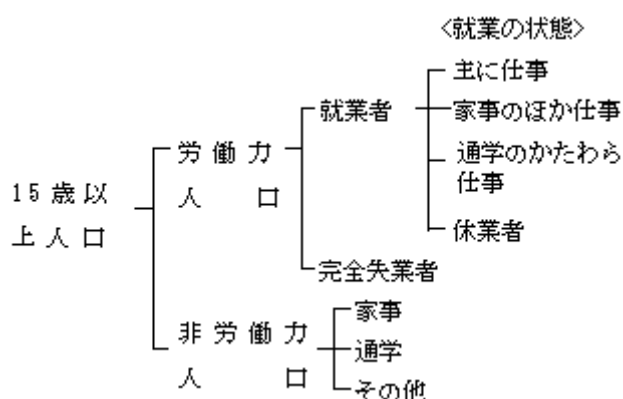 <就業の状態>
主に仕事
就業者
家事のほか仕事
労働力
人口
通学のかたわら
仕事
15歳以
上人口
休業者
完全失業者
家事
非労働力
人口
通学
その他